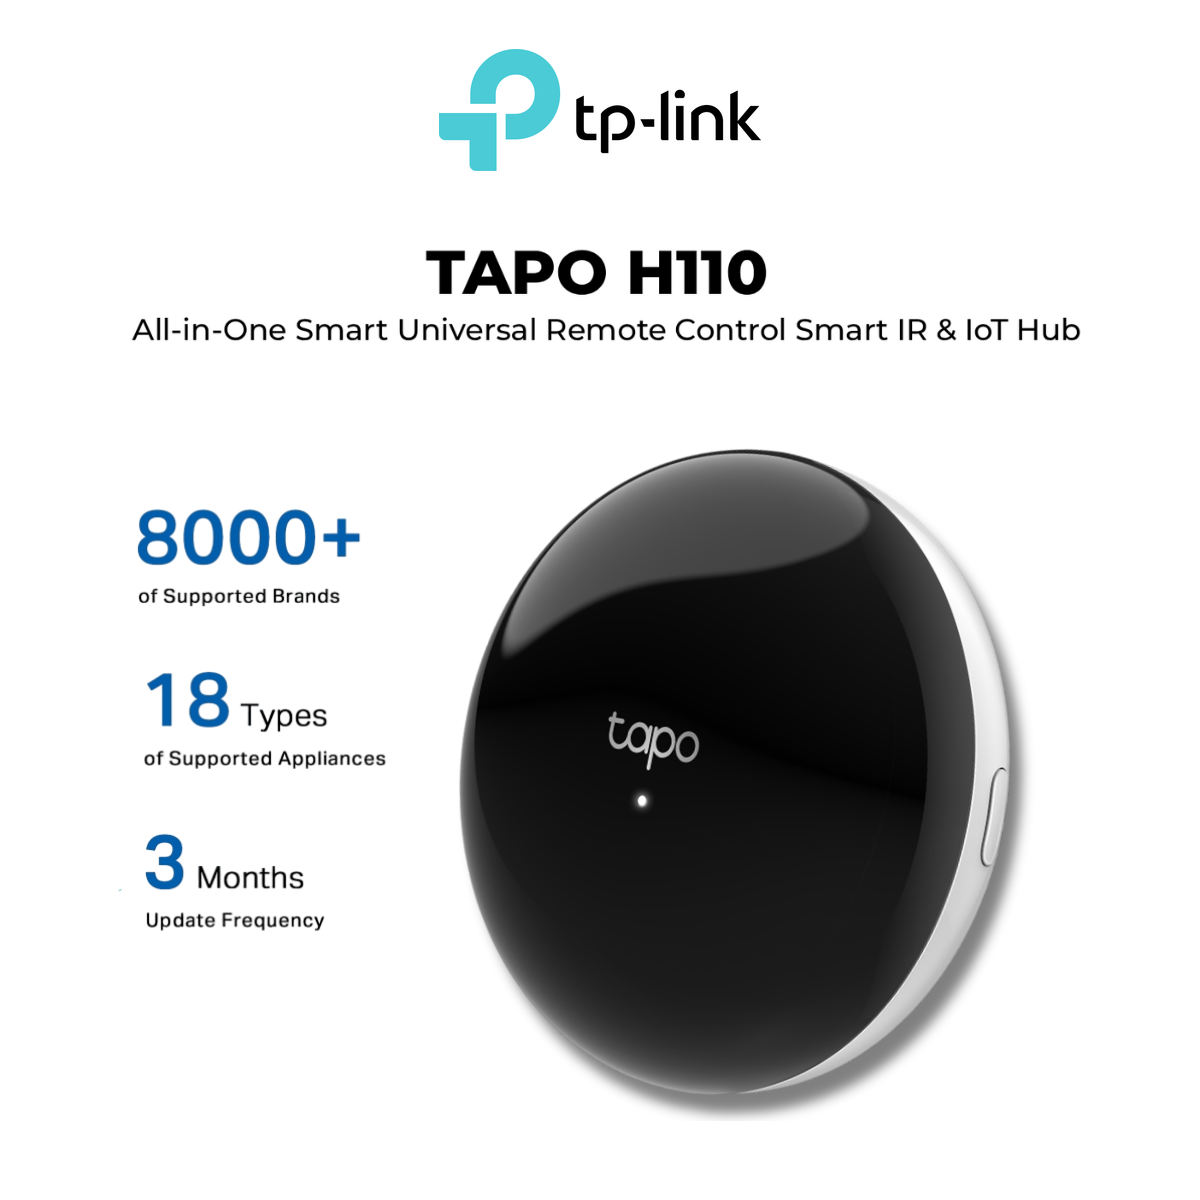 tp-link
TAPO H110
All-in-One Smart Universal Remote Control Smart IR & IoT Hub
8000+
of Supported Brands
18 Types
of Supported Appliances
3 Months
Update Frequency
tapo